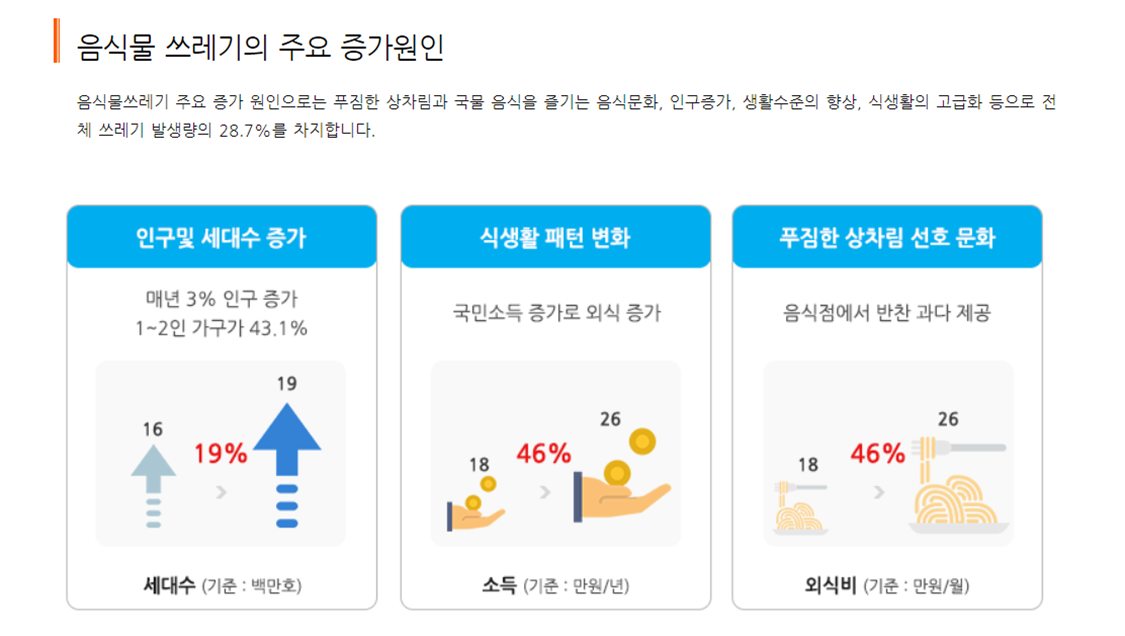 음식물 쓰레기의 주요 증가원인
음식물쓰레기 주요 증가 원인으로는 푸짐한 상차림과 국물 음식을 즐기는 음식문화, 인구증가, 생활수준의 향상, 식생활의 고급화 등으로 전
체 쓰레기 발생량의 28.7%를 차지합니다.
인구및 세대수 증가
매년 3% 인구 증가
1~2인 가구가 43.1%
16
19%
19
세대수 (기준 : 백만호)
식생활 패턴 변화
국민소득 증가로 외식 증가
18
46%
26
소득 (기준 : 만원/년)
푸짐한 상차림 선호 문화
음식점에서 반찬 과다 제공
18
46%
26
외식비 (기준 : 만원/월)